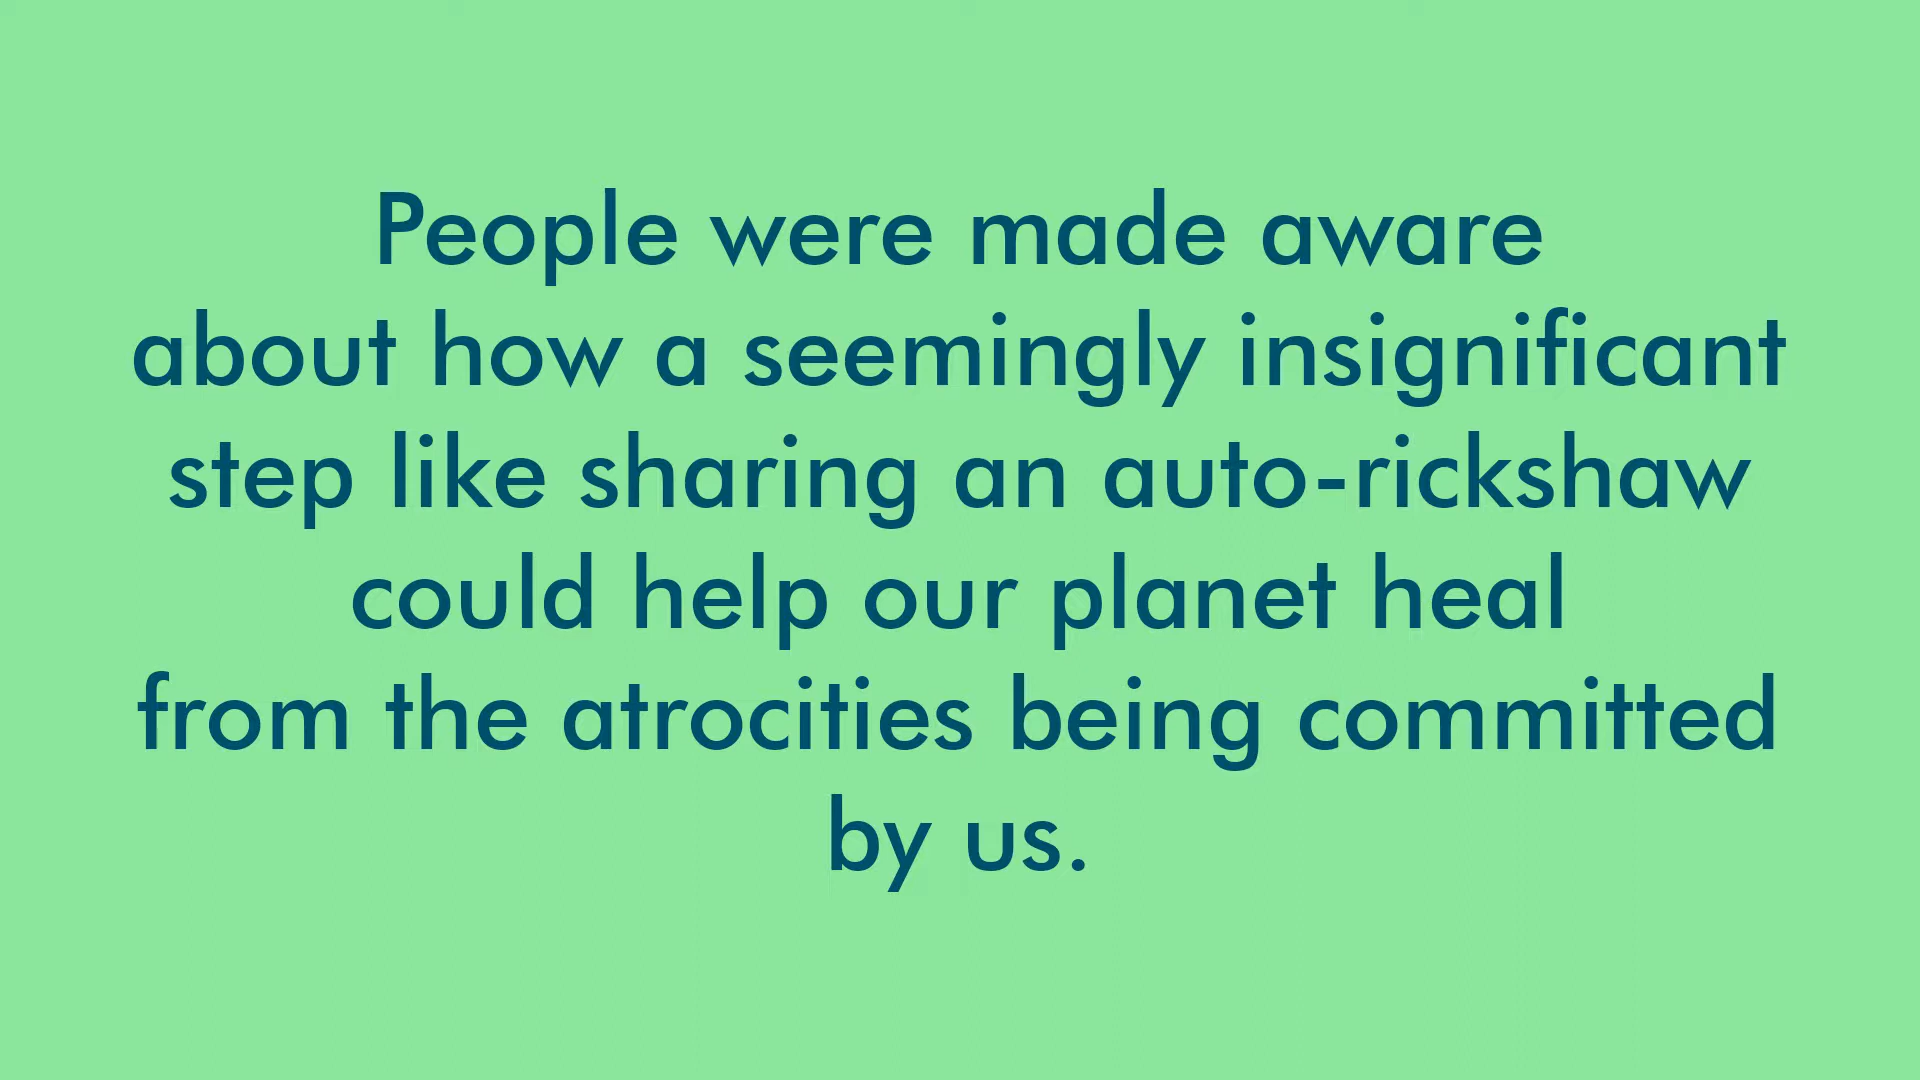 People were made aware
about how a seemingly insignificant
step like sharing an auto-rickshaw
could help our planet heal
from the atrocities being committed
by us.